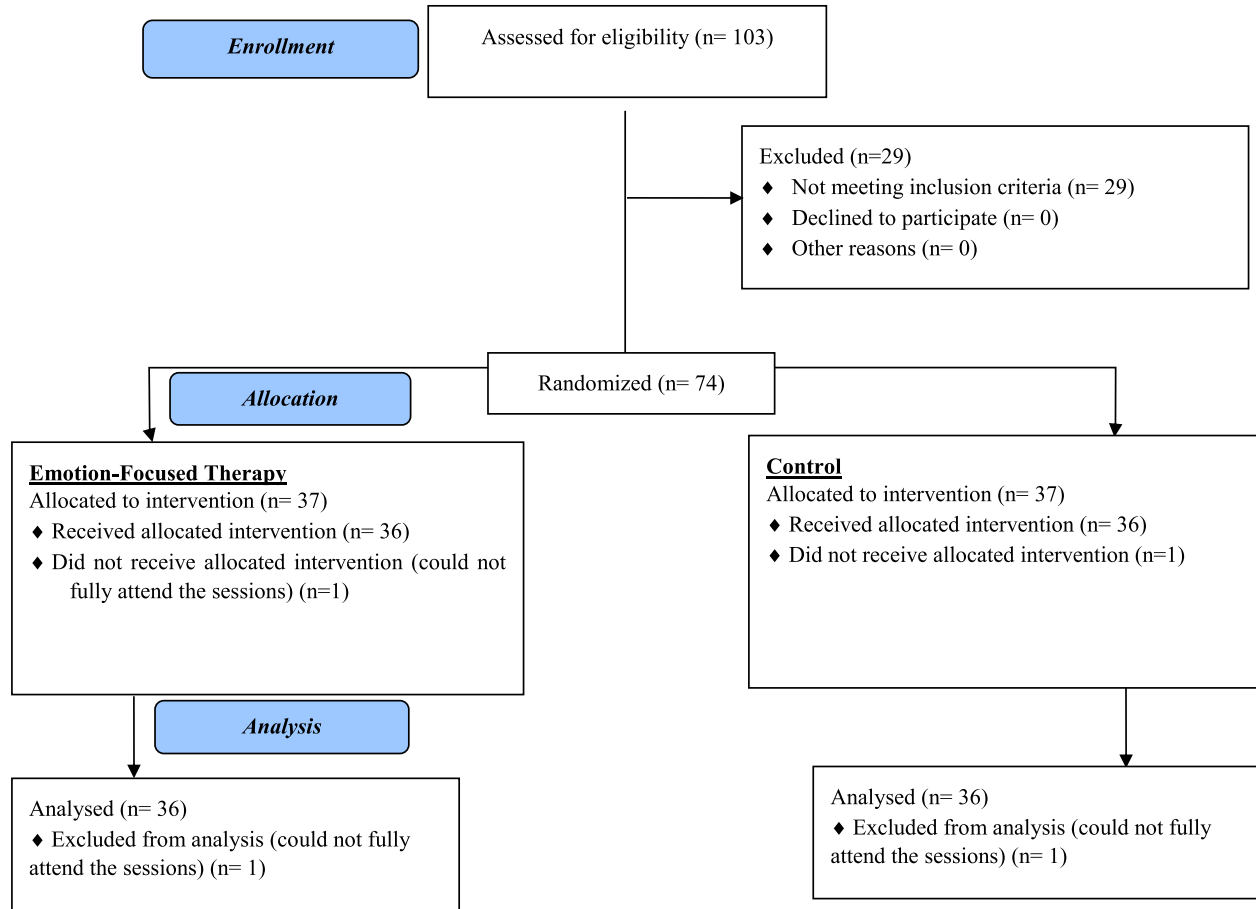 Enrollment
Assessed for eligibility (n= 103)
Excluded (n=29)
♦ Not meeting inclusion criteria (n= 29)
♦ Declined to participate (n= 0)
♦ Other reasons (n= 0)
Randomized (n= 74)
Allocation
Emotion-Focused Therapy
Allocated to intervention (n= 37)
♦ Received allocated intervention (n= 36)
♦ Did not receive allocated intervention (could not
fully attend the sessions) (n=1)
Control
Allocated to intervention (n= 37)
♦ Received allocated intervention (n= 36)
♦ Did not receive allocated intervention (n=1)
Analysis
Analysed (n= 36)
♦ Excluded from analysis (could not fully
attend the sessions) (n= 1)
Analysed (n= 36)
♦ Excluded from analysis (could not fully
attend the sessions) (n= 1)